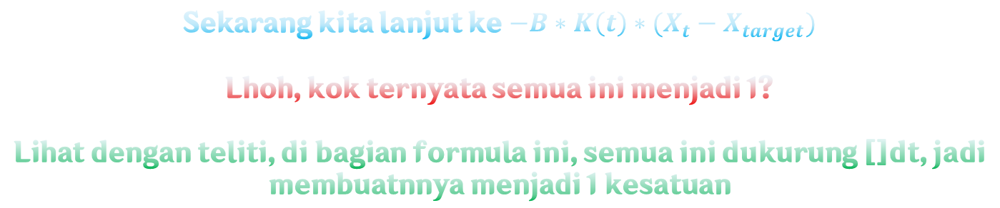 Sekarang kita lanjut ke −B ∗ K(t) ∗ (Xₜ − X_target)
Lhoh, kok ternyata semua ini menjadi 1?
Lihat dengan teliti, di bagian formula ini, semua ini dukurung []dt, jadi
membuatnnya menjadi 1 kesatuan